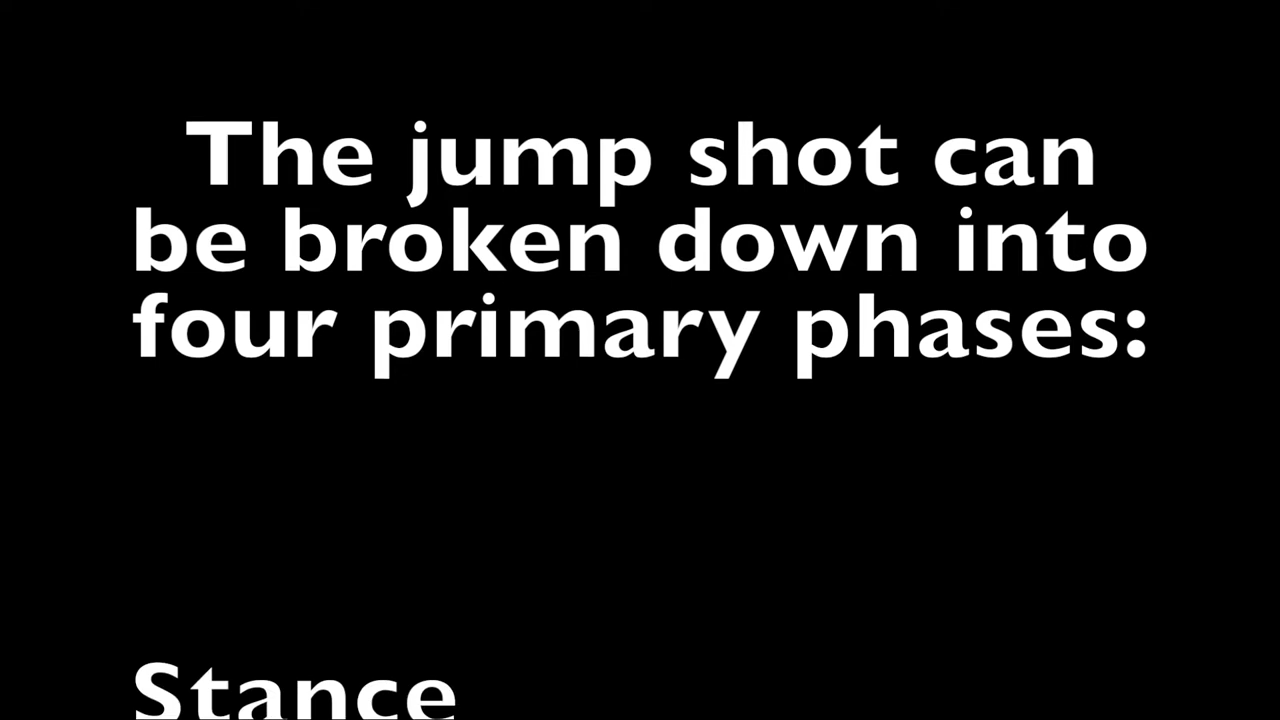 The jump shot can
be broken down into
four primary phases:
Stance